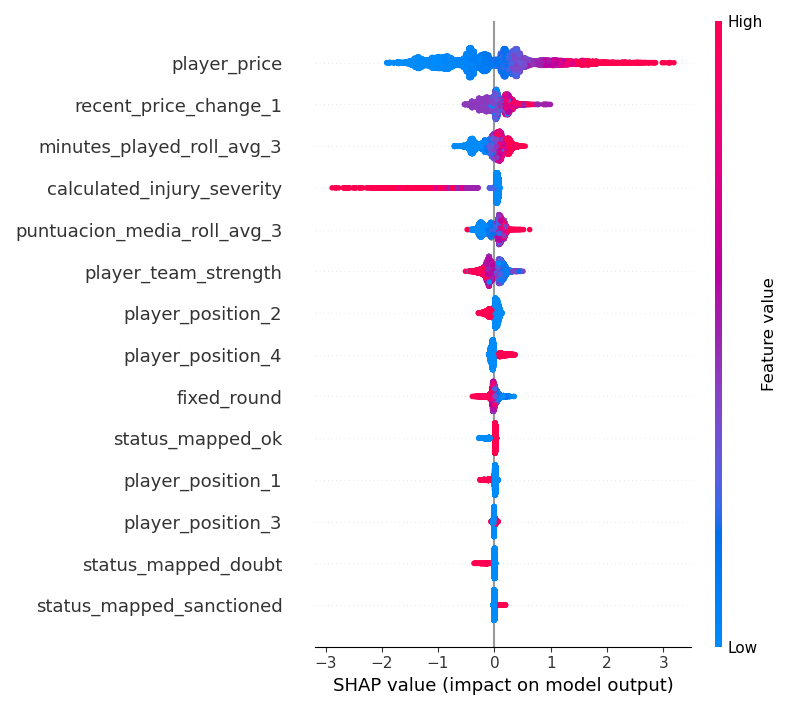 High
player_price
recent_price_change_1
minutes_played_roll_avg_3
calculated_injury_severity
puntuacion_media_roll_avg_3
player_team_strength
player_position_2
player_position_4
fixed_round
status_mapped_ok
player_position_1
player_position_3
status_mapped_doubt
status_mapped_sanctioned
Feature value
Low
−3 −2 −1 0 1 2 3
SHAP value (impact on model output)